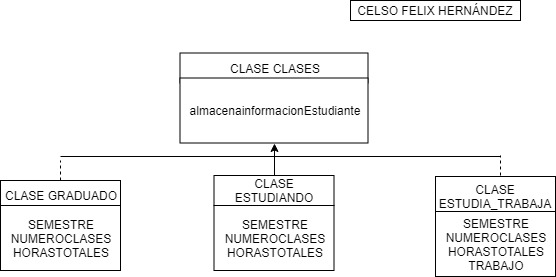 CELSO FELIX HERNÁNDEZ
CLASE CLASES
almacenainformacionEstudiante
CLASE GRADUADO
SEMESTRE
NUMEROCLASES
HORASTOTALES
CLASE
ESTUDIANDO
SEMESTRE
NUMEROCLASES
HORASTOTALES
CLASE
ESTUDIA_TRABAJA
SEMESTRE
NUMEROCLASES
HORASTOTALES
TRABAJO